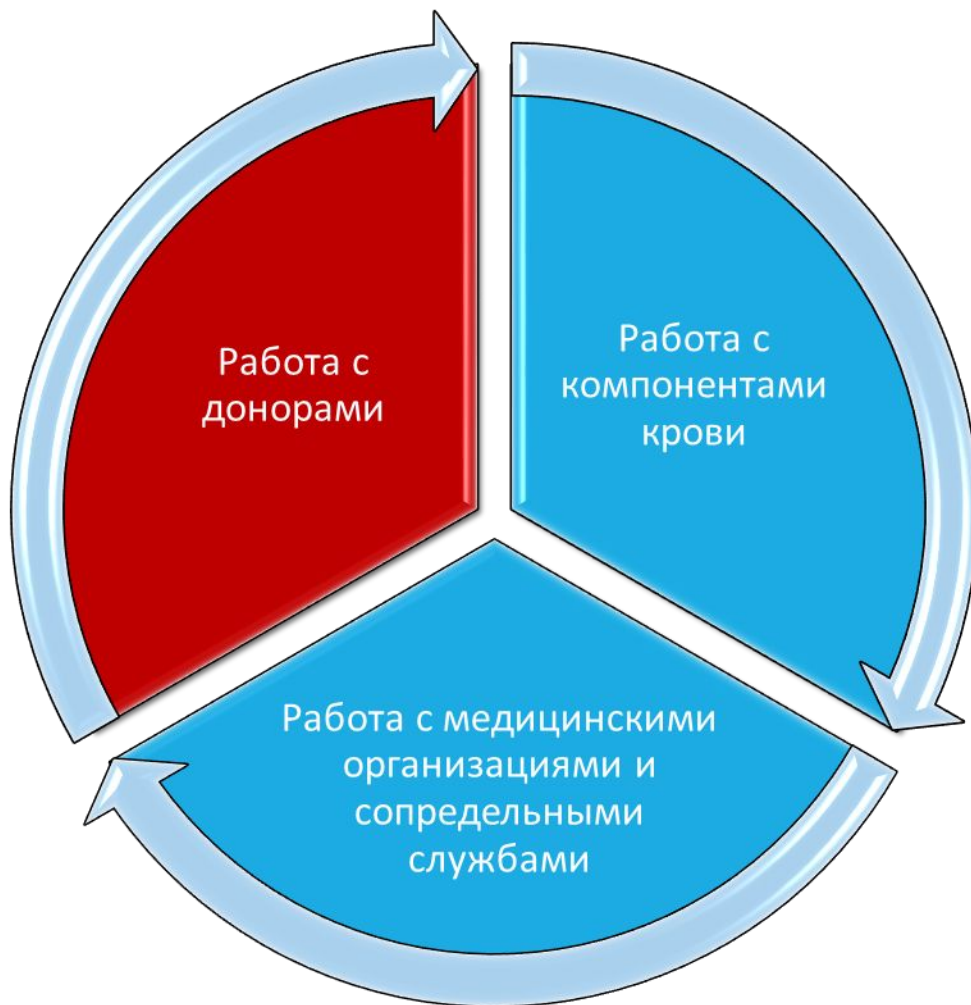 Работа с
донорами
Работа с
компонентами
крови
Работа с медицинскими
организациями и
сопредельными
службами